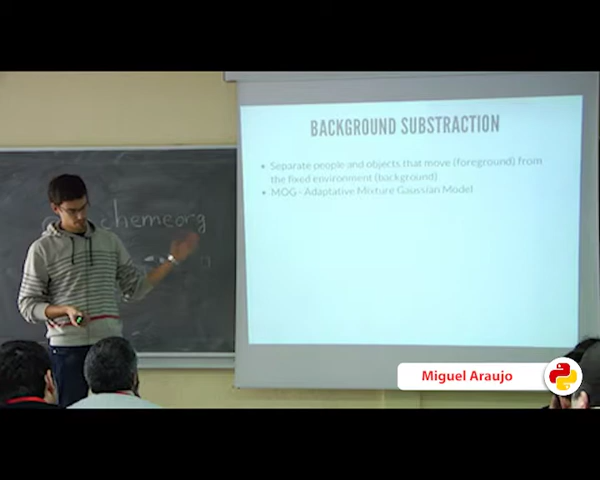 BACKGROUND SUBSTRACTION
• Separate people and objects that move (foreground) from
the fixed environment (background)
• MOG - Adaptative Mixture Gaussian Model
chemeorg
Miguel Araujo